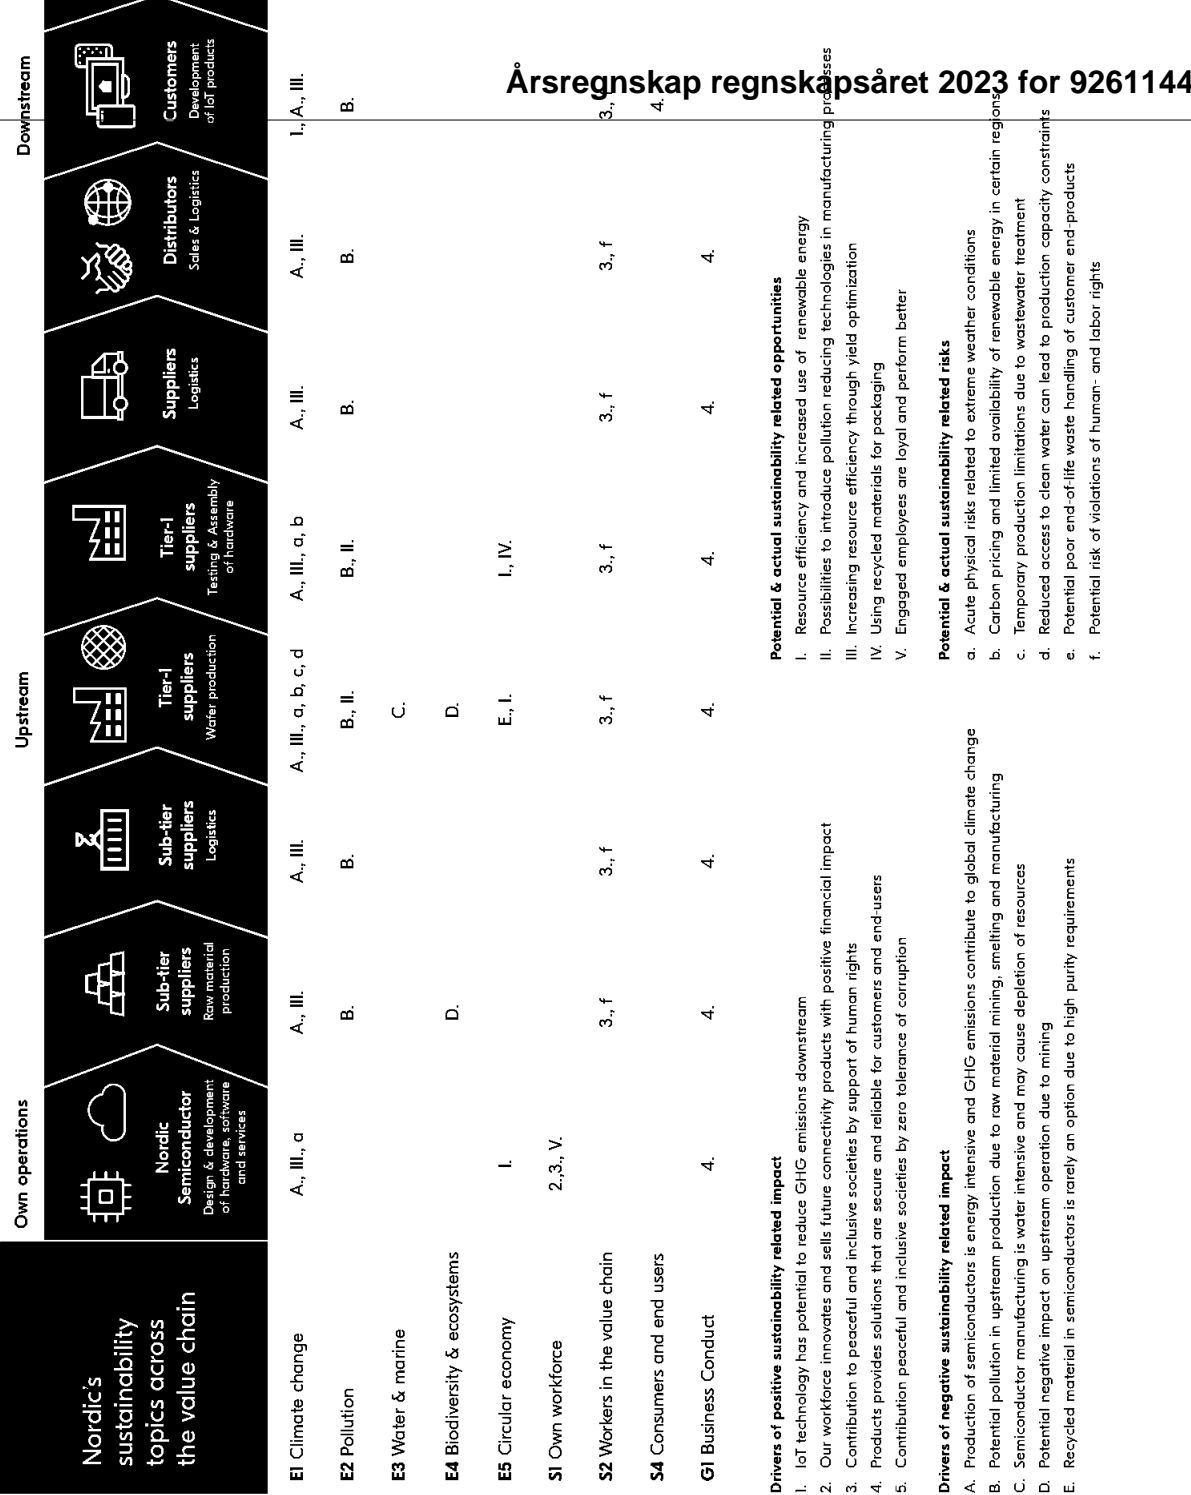 Årsregnskap regnskapsåret 2023 for 9261144
Nordic's
sustainability
topics across
the value chain
Own operations
Upstream
Downstream
Nordic
Semiconductor
Design & development
of hardware, software
and services
Sub-tier
suppliers
Raw material
production
Sub-tier
suppliers
Logistics
Tier-1
suppliers
Wafer production
Tier-1
suppliers
Testing & Assembly
of hardware
Suppliers
Logistics
Distributors
Sales & Logistics
Customers
Development
of IoT products
E1 Climate change A., III., a A., III. A., III. A., III., a, b, c, d A., III., a, b A., III. A., III. 1., A., III.
E2 Pollution B. B. B., II. B., II. B. B. B.
E3 Water & marine C.
E4 Biodiversity & ecosystems D. D.
E5 Circular economy I. E., I. I., IV.
S1 Own workforce 2.,3., V.
S2 Workers in the value chain 3., f 3., f 3., f 3., f 3., f 3., f 3.,
S4 Consumers and end users 4.
G1 Business Conduct 4. 4. 4. 4. 4. 4. 4.
Drivers of positive sustainability related impact
1. IoT technology has potential to reduce GHG emissions downstream
2. Our workforce innovates and sells future connectivity products with positive financial impact
3. Contribution to peaceful and inclusive societies by support of human rights
4. Products provides solutions that are secure and reliable for customers and end-users
5. Contribution peaceful and inclusive societies by zero tolerance of corruption
Drivers of negative sustainability related impact
A. Production of semiconductors is energy intensive and GHG emissions contribute to global climate change
B. Potential pollution in upstream production due to raw material mining, smelting and manufacturing
C. Semiconductor manufacturing is water intensive and may cause depletion of resources
D. Potential negative impact on upstream operation due to mining
E. Recycled material in semiconductors is rarely an option due to high purity requirements
Potential & actual sustainability related opportunities
I. Resource efficiency and increased use of renewable energy
II. Possibilities to introduce pollution reducing technologies in manufacturing processes
III. Increasing resource efficiency through yield optimization
IV. Using recycled materials for packaging
V. Engaged employees are loyal and perform better
Potential & actual sustainability related risks
a. Acute physical risks related to extreme weather conditions
b. Carbon pricing and limited availability of renewable energy in certain regions
c. Temporary production limitations due to wastewater treatment
d. Reduced access to clean water can lead to production capacity constraints
e. Potential poor end-of-life waste handling of customer end-products
f. Potential risk of violations of human- and labor rights